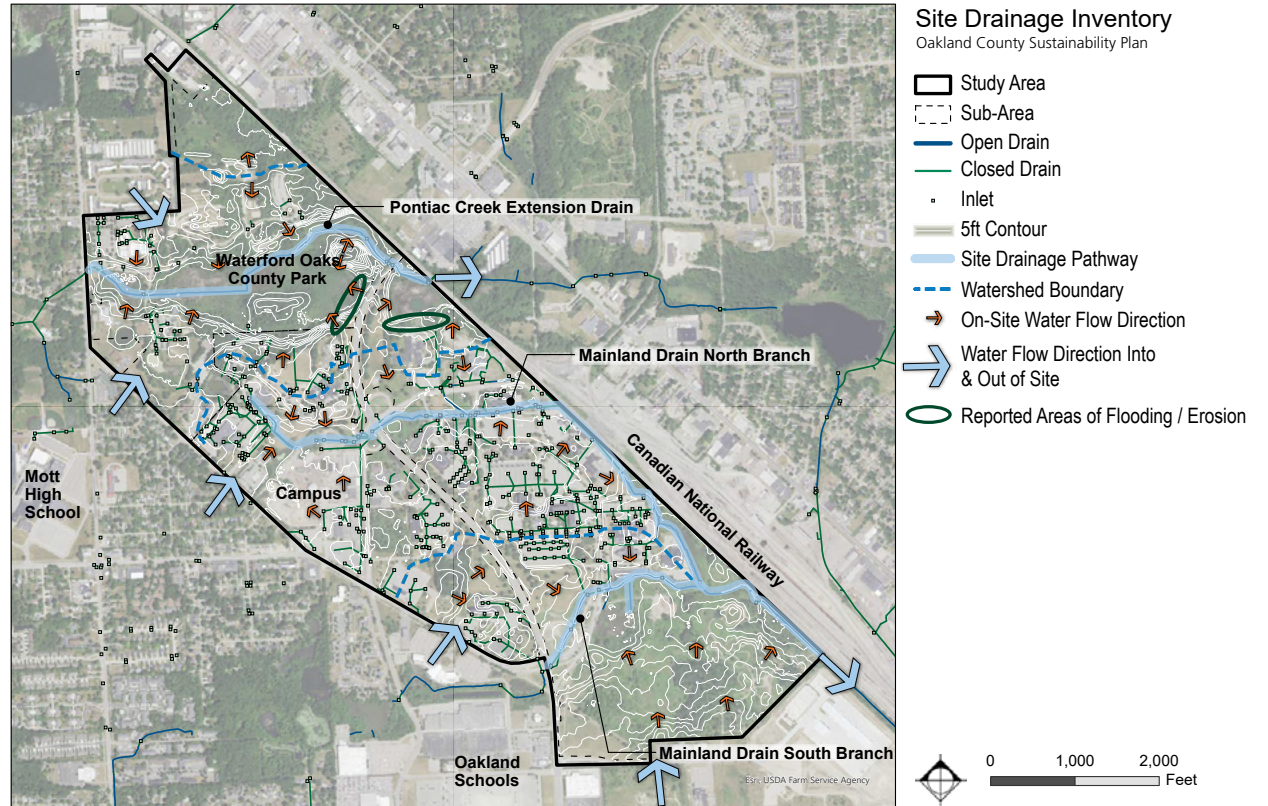 Site Drainage Inventory
Oakland County Sustainability Plan
Study Area
Sub-Area
Open Drain
Closed Drain
Inlet
5ft Contour
Site Drainage Pathway
Watershed Boundary
On-Site Water Flow Direction
Water Flow Direction Into
& Out of Site
Reported Areas of Flooding / Erosion
Pontiac Creek Extension Drain
Waterford Oaks
County Park
Mainland Drain North Branch
Canadian National Railway
Mott
High
School
Campus
Mainland Drain South Branch
Oakland
Schools
Esri, USDA Farm Service Agency
0 1,000 2,000
Feet